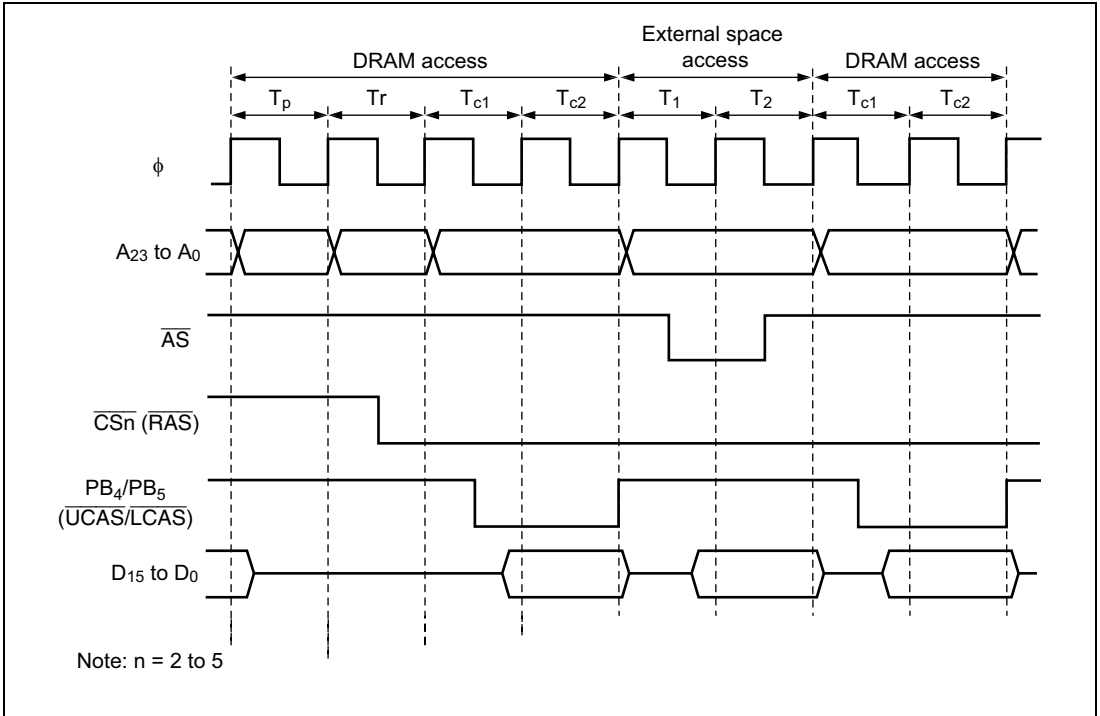 External space
access
DRAM access
DRAM access
Tp
Tr
Tc1
Tc2
T1
T2
Tc1
Tc2
ϕ
A23 to A0
AS
CSn (RAS)
PB4/PB5
(UCAS/LCAS)
D15 to D0
Note: n = 2 to 5